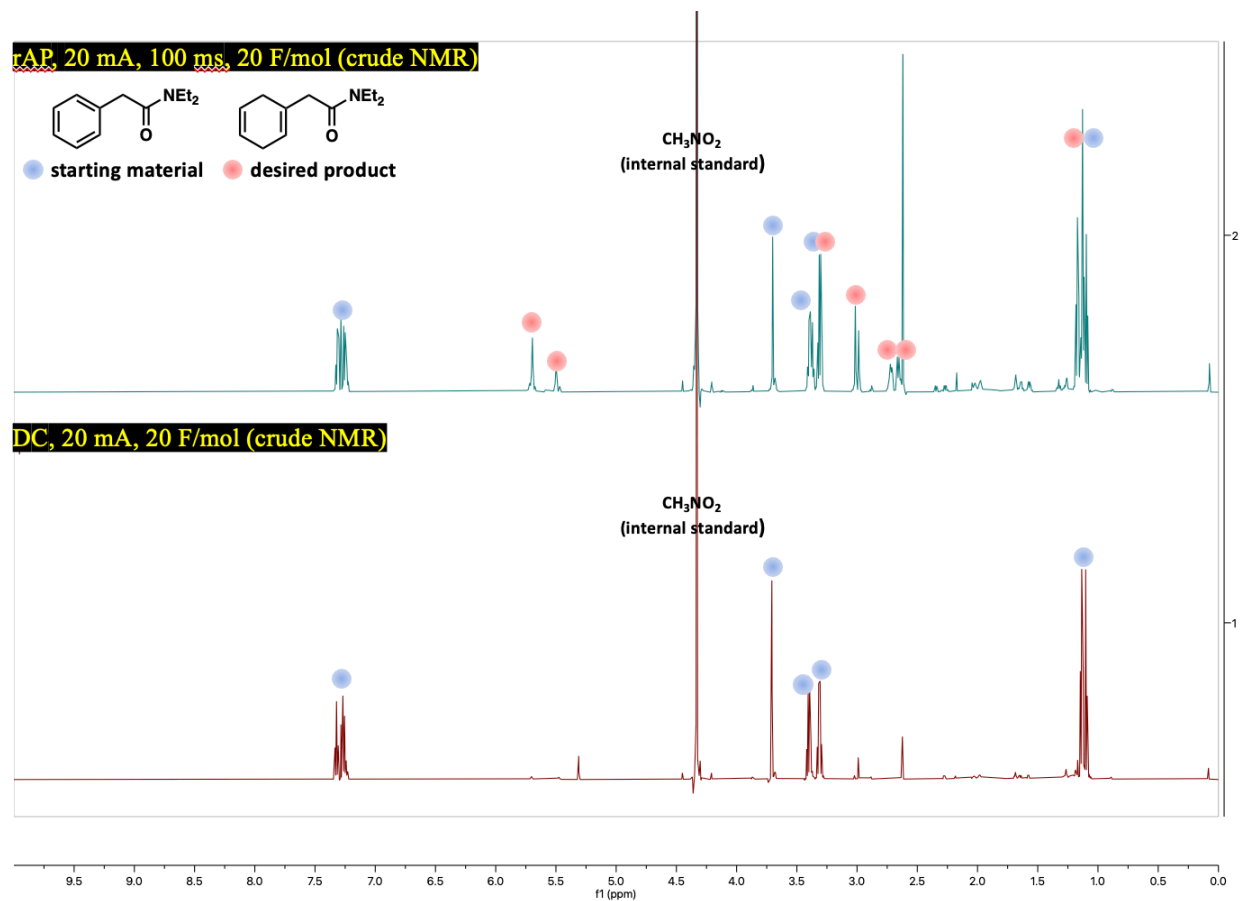 rAP, 20 mA, 100 ms, 20 F/mol (crude NMR)
NEt2
O
NEt2
O
starting material
desired product
CH3NO2
(internal standard)
2
DC, 20 mA, 20 F/mol (crude NMR)
CH3NO2
(internal standard)
1
9.5 9.0 8.5 8.0 7.5 7.0 6.5 6.0 5.5 5.0 4.5 4.0 3.5 3.0 2.5 2.0 1.5 1.0 0.5 0.0
f1 (ppm)